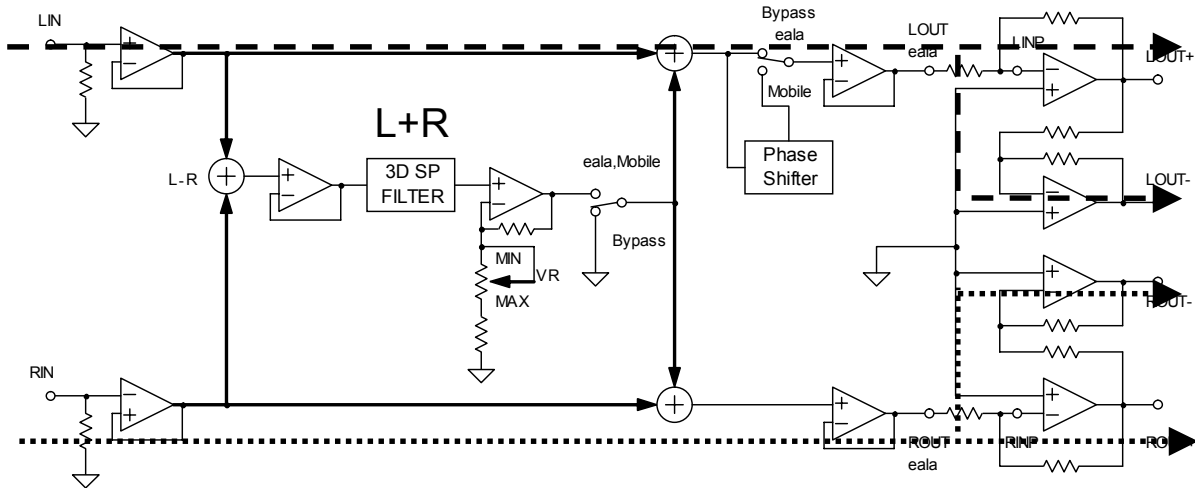 LIN
Bypass
eala
LOUT
eala
LINP
LOUT+
Mobile
L+R
L-R
3D SP
FILTER
eala,Mobile
Phase
Shifter
LOUT-
Bypass
MIN
VR
MAX
ROUT-
RIN
ROUT
eala
RINP